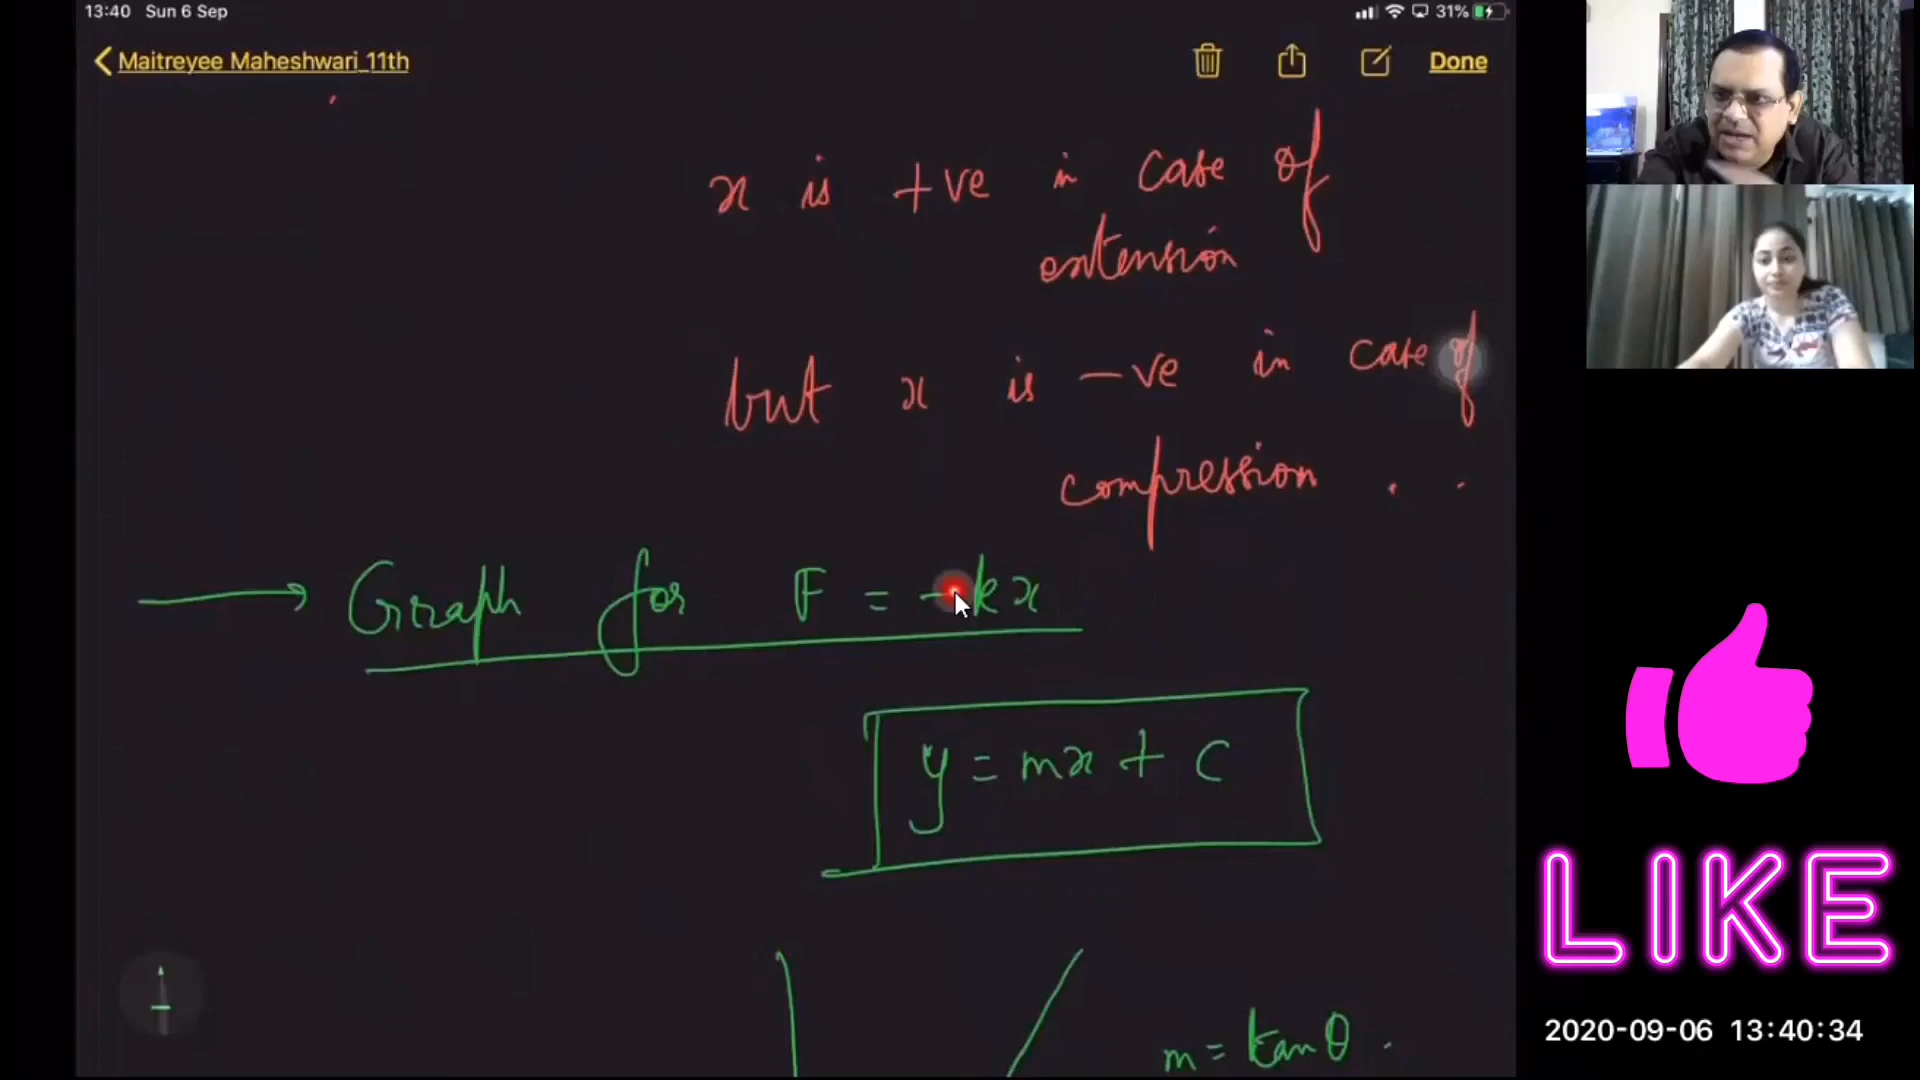 13:40 Sun 6 Sep
31%
Maitreyee Maheshwari_11th
Done
x is +ve in case of
extension
but x is -ve in case of
compression . .
→ Graph for F = -kx
y = mx + c
m = tan θ .
LIKE
2020-09-06 13:40:34